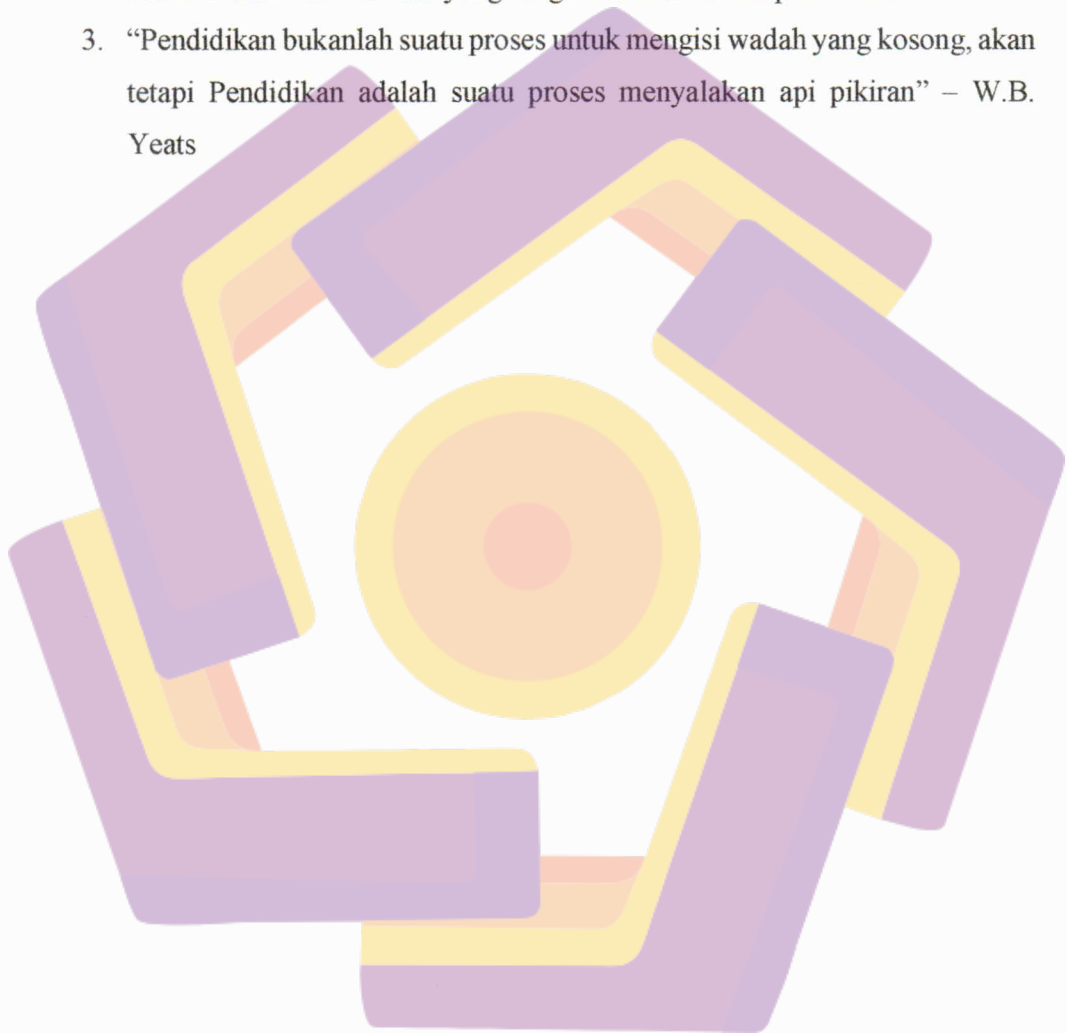 3. “Pendidikan bukanlah suatu proses untuk mengisi wadah yang kosong, akan
tetapi Pendidikan adalah suatu proses menyalakan api pikiran” – W.B.
Yeats